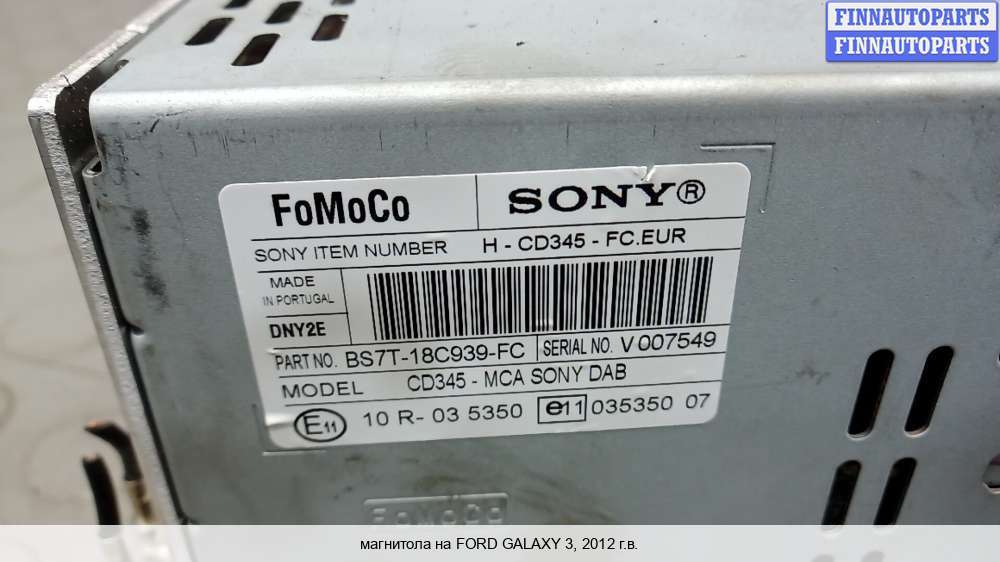 FINNAUTOPARTS
FINNAUTOPARTS
FoMoCo SONY®
SONY ITEM NUMBER H - CD345 - FC.EUR
MADE
IN PORTUGAL
DNY2E
PART NO. BS7T-18C939-FC SERIAL NO. V 007549
MODEL CD345 - MCA SONY DAB
E11 10 R- 03 5350 e11 035350 07
FoMoCo
магнитола на FORD GALAXY 3, 2012 г.в.